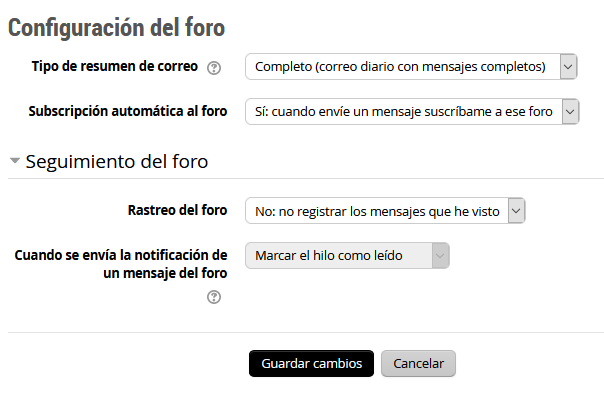 Configuración del foro
Tipo de resumen de correo
Completo (correo diario con mensajes completos)
Subscripción automática al foro
Sí: cuando envíe un mensaje suscríbame a ese foro
Seguimiento del foro
Rastreo del foro
No: no registrar los mensajes que he visto
Cuando se envía la notificación de
un mensaje del foro
Marcar el hilo como leído
Guardar cambios
Cancelar